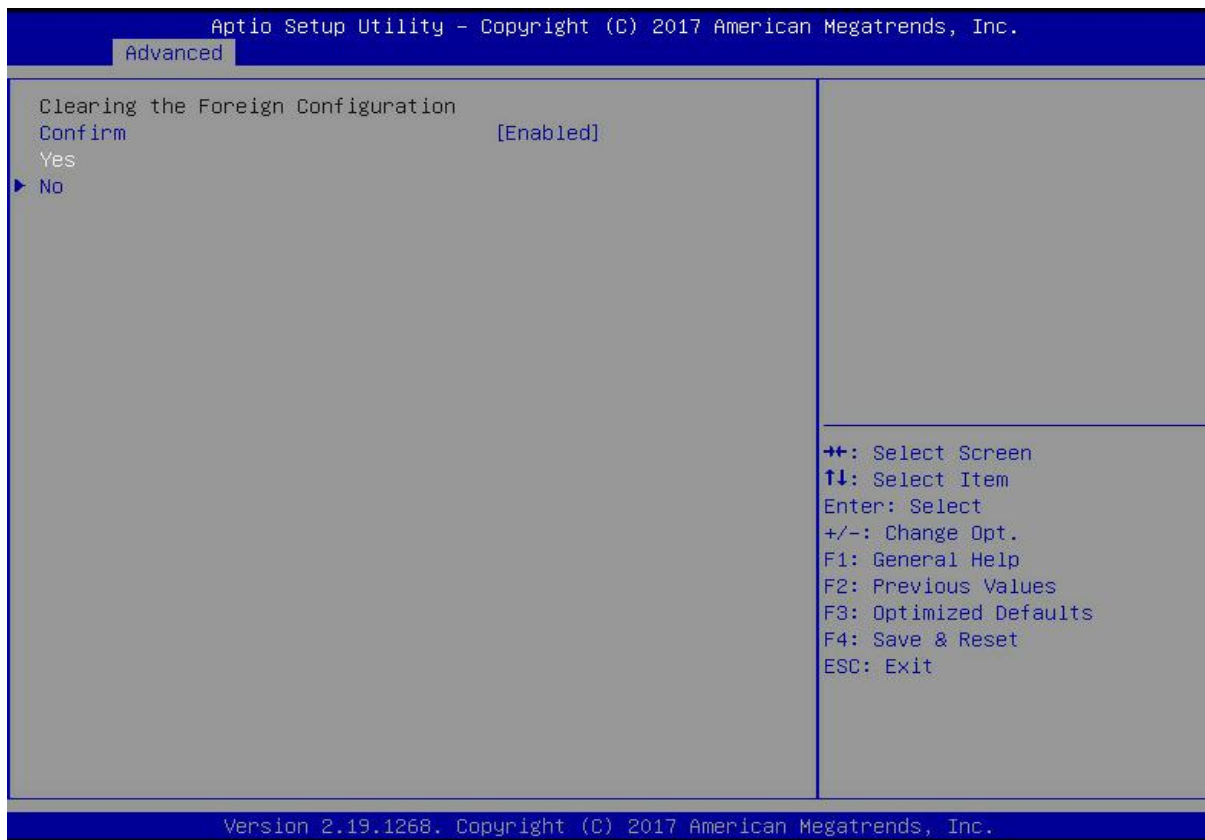 Aptio Setup Utility – Copyright (C) 2017 American Megatrends, Inc.
Advanced
Clearing the Foreign Configuration
Confirm [Enabled]
Yes
▶ No
→←: Select Screen
↑↓: Select Item
Enter: Select
+/-: Change Opt.
F1: General Help
F2: Previous Values
F3: Optimized Defaults
F4: Save & Reset
ESC: Exit
Version 2.19.1268. Copyright (C) 2017 American Megatrends, Inc.